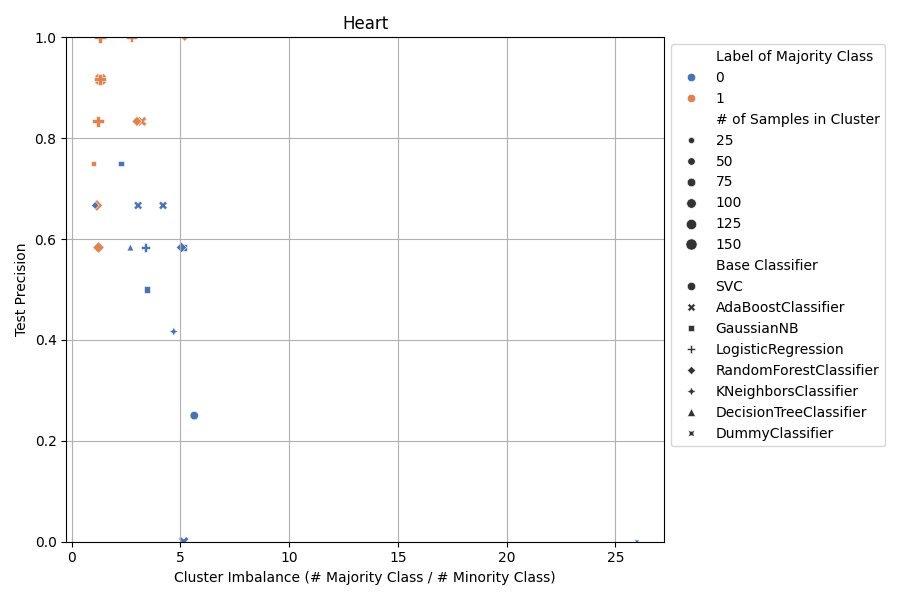 Heart
1.0
0.8
0.6
0.4
0.2
0.0
Test Precision
0
5
10
15
20
25
Cluster Imbalance (# Majority Class / # Minority Class)
Label of Majority Class
0
1
# of Samples in Cluster
25
50
75
100
125
150
Base Classifier
SVC
AdaBoostClassifier
GaussianNB
LogisticRegression
RandomForestClassifier
KNeighborsClassifier
DecisionTreeClassifier
DummyClassifier